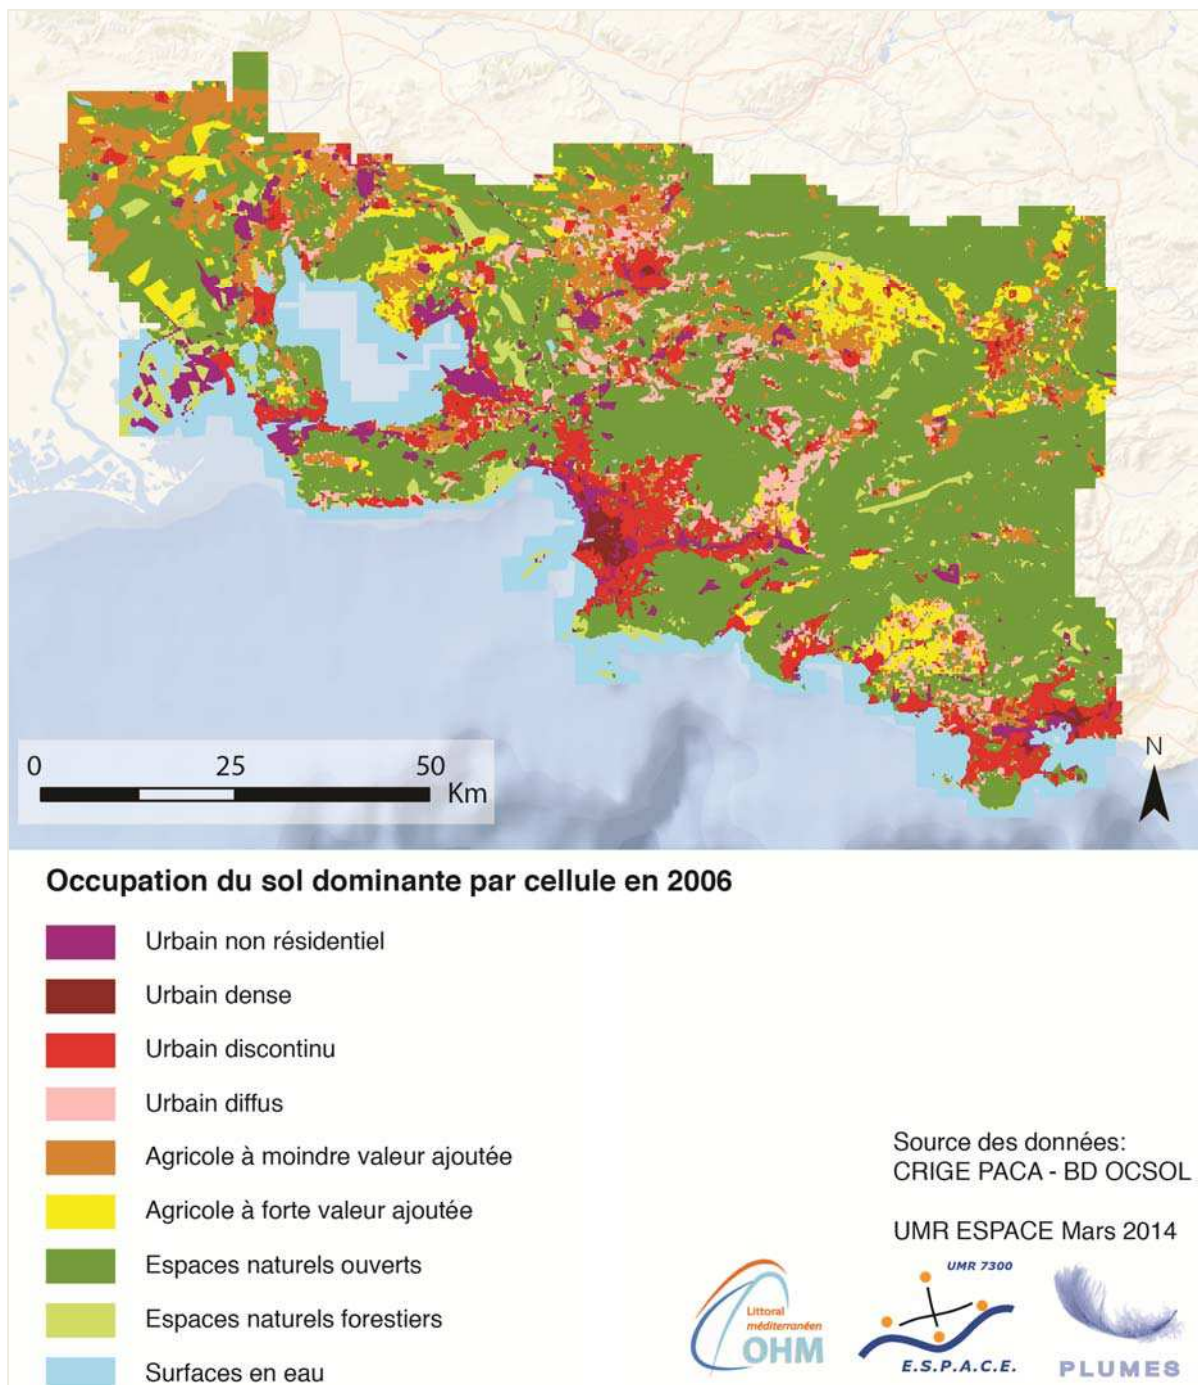 0 25 50
Km
N
Occupation du sol dominante par cellule en 2006
Urbain non résidentiel
Urbain dense
Urbain discontinu
Urbain diffus
Agricole à moindre valeur ajoutée
Agricole à forte valeur ajoutée
Espaces naturels ouverts
Espaces naturels forestiers
Surfaces en eau
Source des données:
CRIGE PACA - BD OCSOL
UMR ESPACE Mars 2014
Littoral
méditerranéen
OHM
UMR 7300
E.S.P.A.C.E.
PLUMES